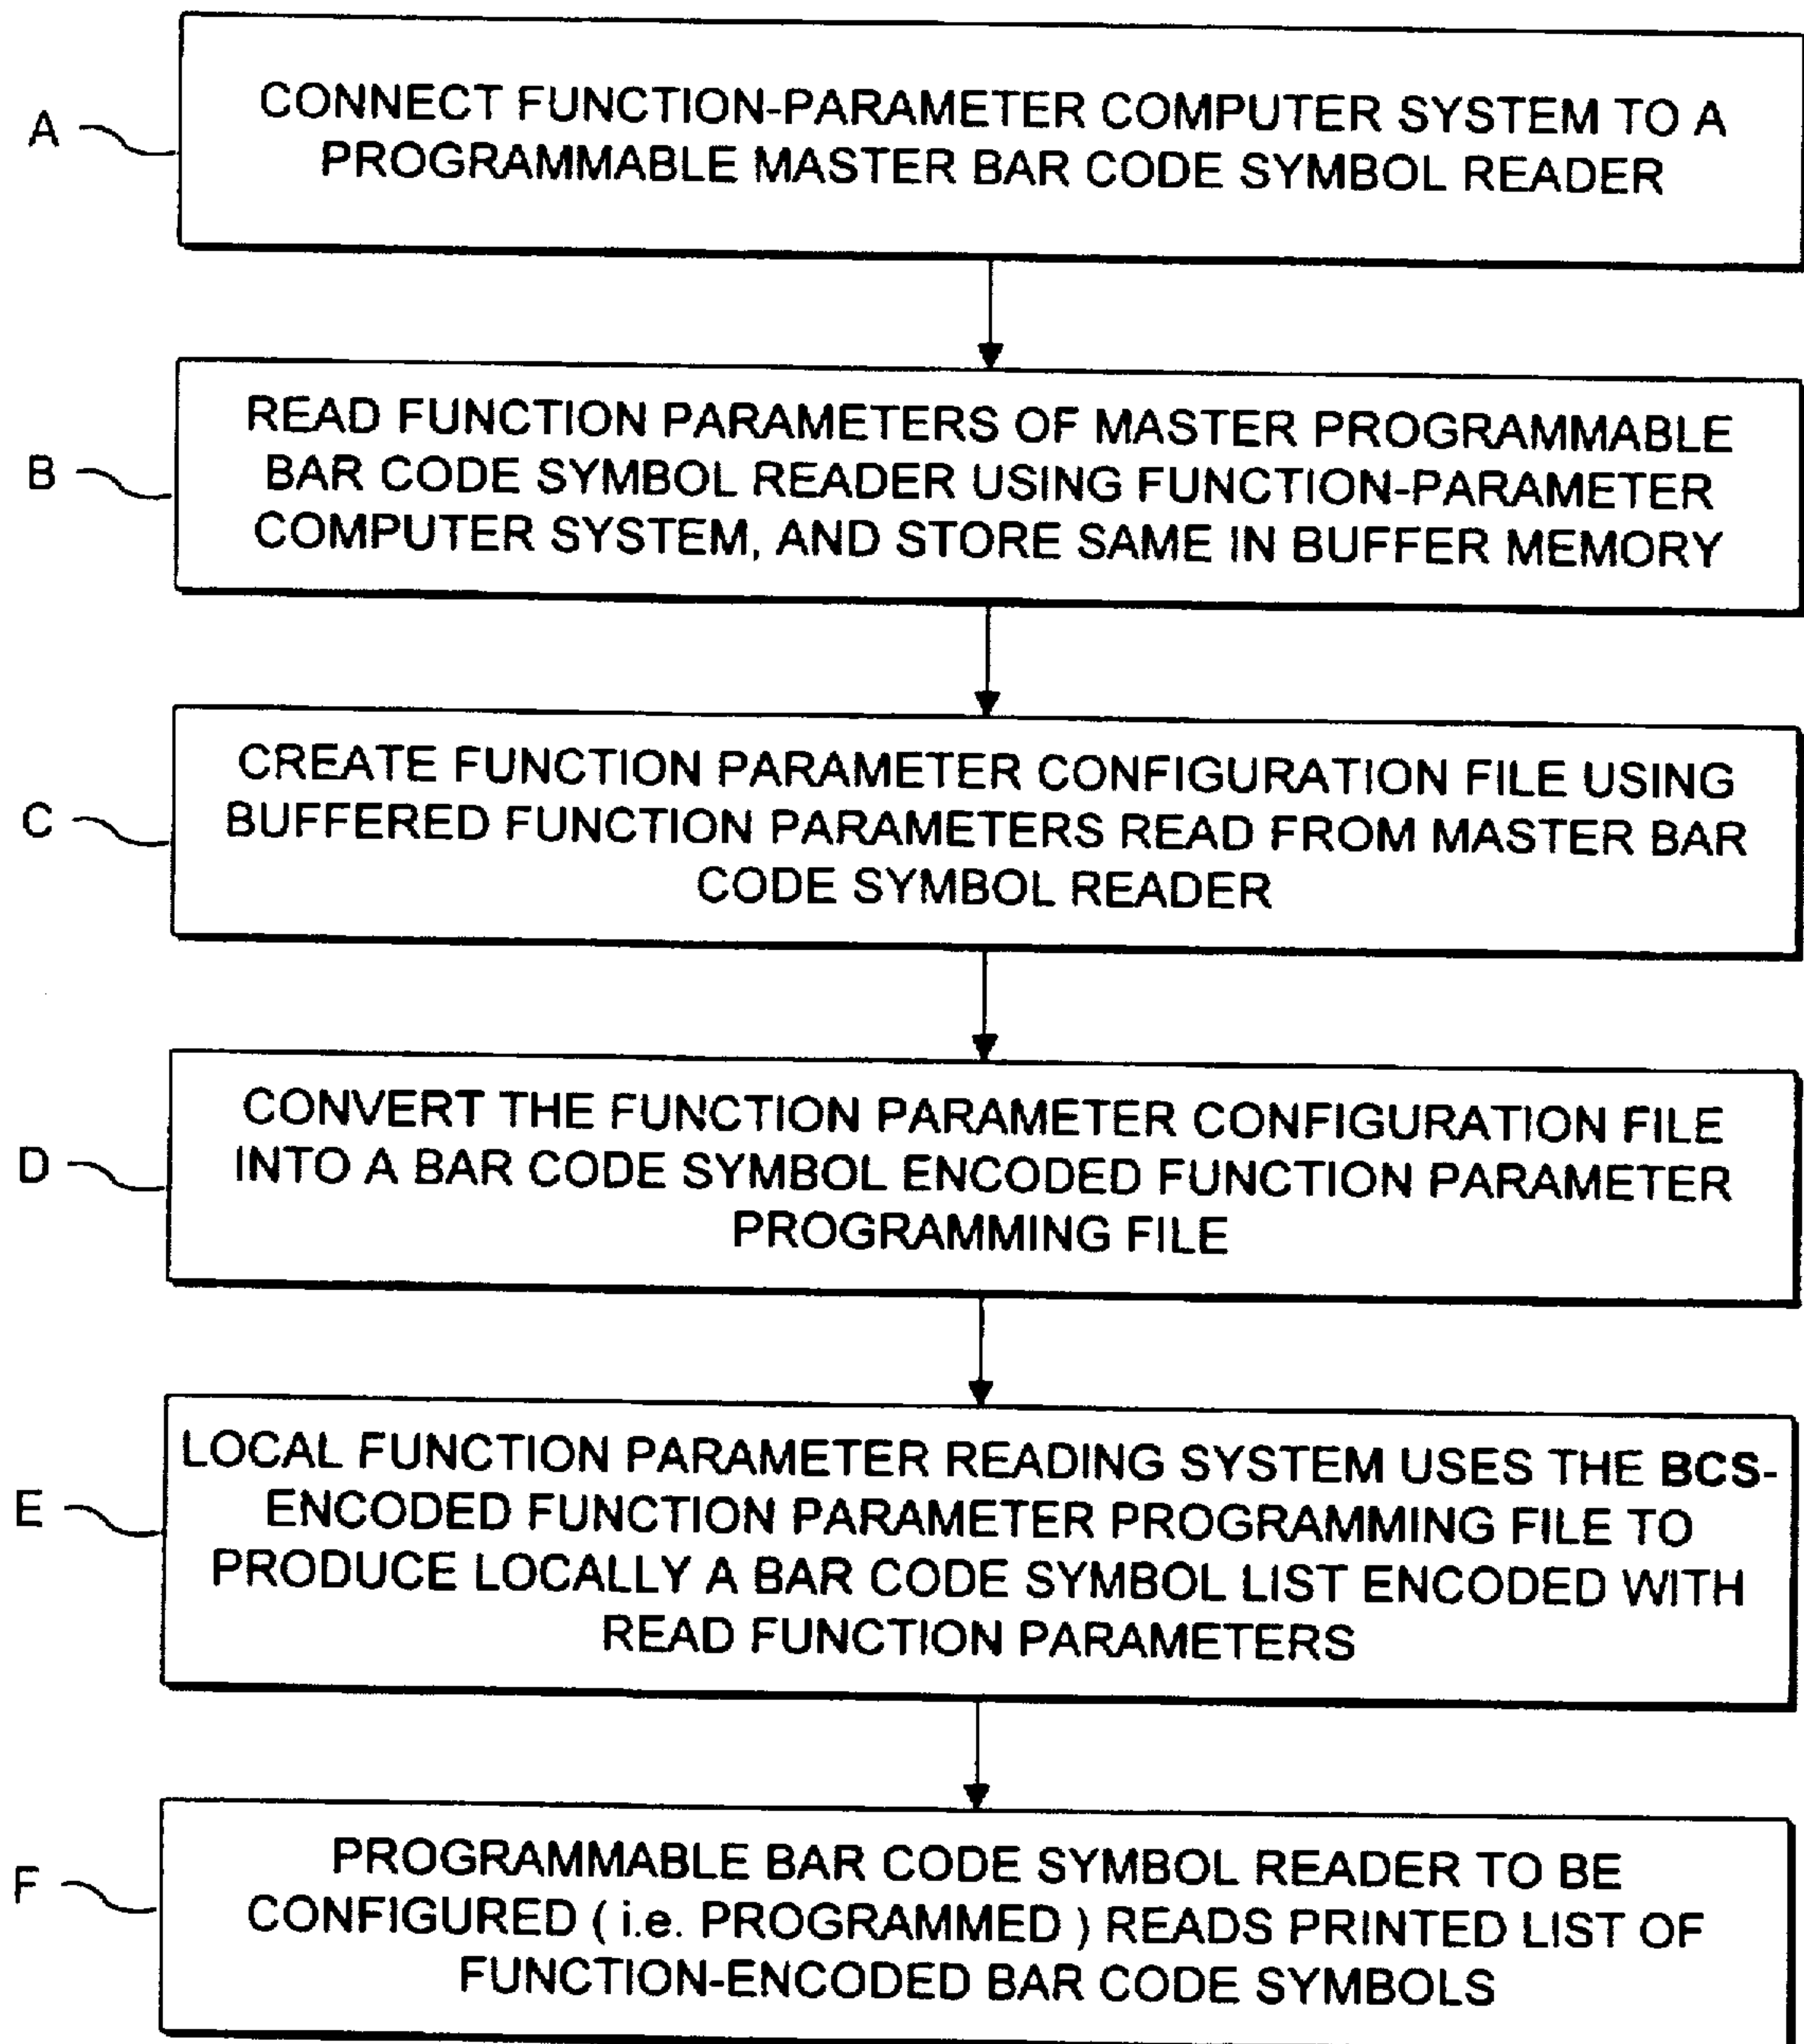 A
CONNECT FUNCTION-PARAMETER COMPUTER SYSTEM TO A
PROGRAMMABLE MASTER BAR CODE SYMBOL READER
B
READ FUNCTION PARAMETERS OF MASTER PROGRAMMABLE
BAR CODE SYMBOL READER USING FUNCTION-PARAMETER
COMPUTER SYSTEM, AND STORE SAME IN BUFFER MEMORY
C
CREATE FUNCTION PARAMETER CONFIGURATION FILE USING
BUFFERED FUNCTION PARAMETERS READ FROM MASTER BAR
CODE SYMBOL READER
D
CONVERT THE FUNCTION PARAMETER CONFIGURATION FILE
INTO A BAR CODE SYMBOL ENCODED FUNCTION PARAMETER
PROGRAMMING FILE
E
LOCAL FUNCTION PARAMETER READING SYSTEM USES THE BCS-
ENCODED FUNCTION PARAMETER PROGRAMMING FILE TO
PRODUCE LOCALLY A BAR CODE SYMBOL LIST ENCODED WITH
READ FUNCTION PARAMETERS
F
PROGRAMMABLE BAR CODE SYMBOL READER TO BE
CONFIGURED ( i.e. PROGRAMMED ) READS PRINTED LIST OF
FUNCTION-ENCODED BAR CODE SYMBOLS